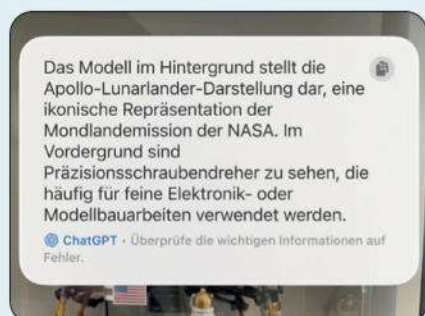 Das Modell im Hintergrund stellt die
Apollo-Lunarlander-Darstellung dar, eine
ikonische Repräsentation der
Mondlandemission der NASA. Im
Vordergrund sind
Präzisionsschraubendreher zu sehen, die
häufig für feine Elektronik- oder
Modellbauarbeiten verwendet werden.
ChatGPT · Überprüfe die wichtigen Informationen auf
Fehler.